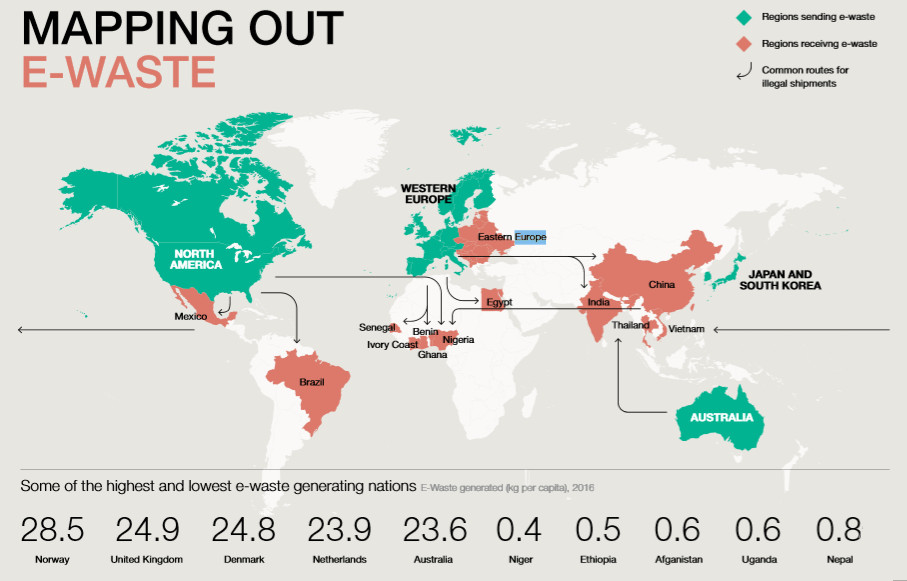 MAPPING OUT
E-WASTE
Regions sending e-waste
Regions receivng e-waste
Common routes for
illegal shipments
WESTERN
EUROPE
Eastern Europe
NORTH
AMERICA
China
JAPAN AND
SOUTH KOREA
Mexico
Egypt
India
Senegal
Benin
Thailand
Vietnam
Ivory Coast
Nigeria
Ghana
Brazil
AUSTRALIA
Some of the highest and lowest e-waste generating nations E-Waste generated (kg per capita), 2016
28.5 24.9 24.8 23.9 23.6 0.4 0.5 0.6 0.6 0.8
Norway United Kingdom Denmark Netherlands Australia Niger Ethiopia Afganistan Uganda Nepal